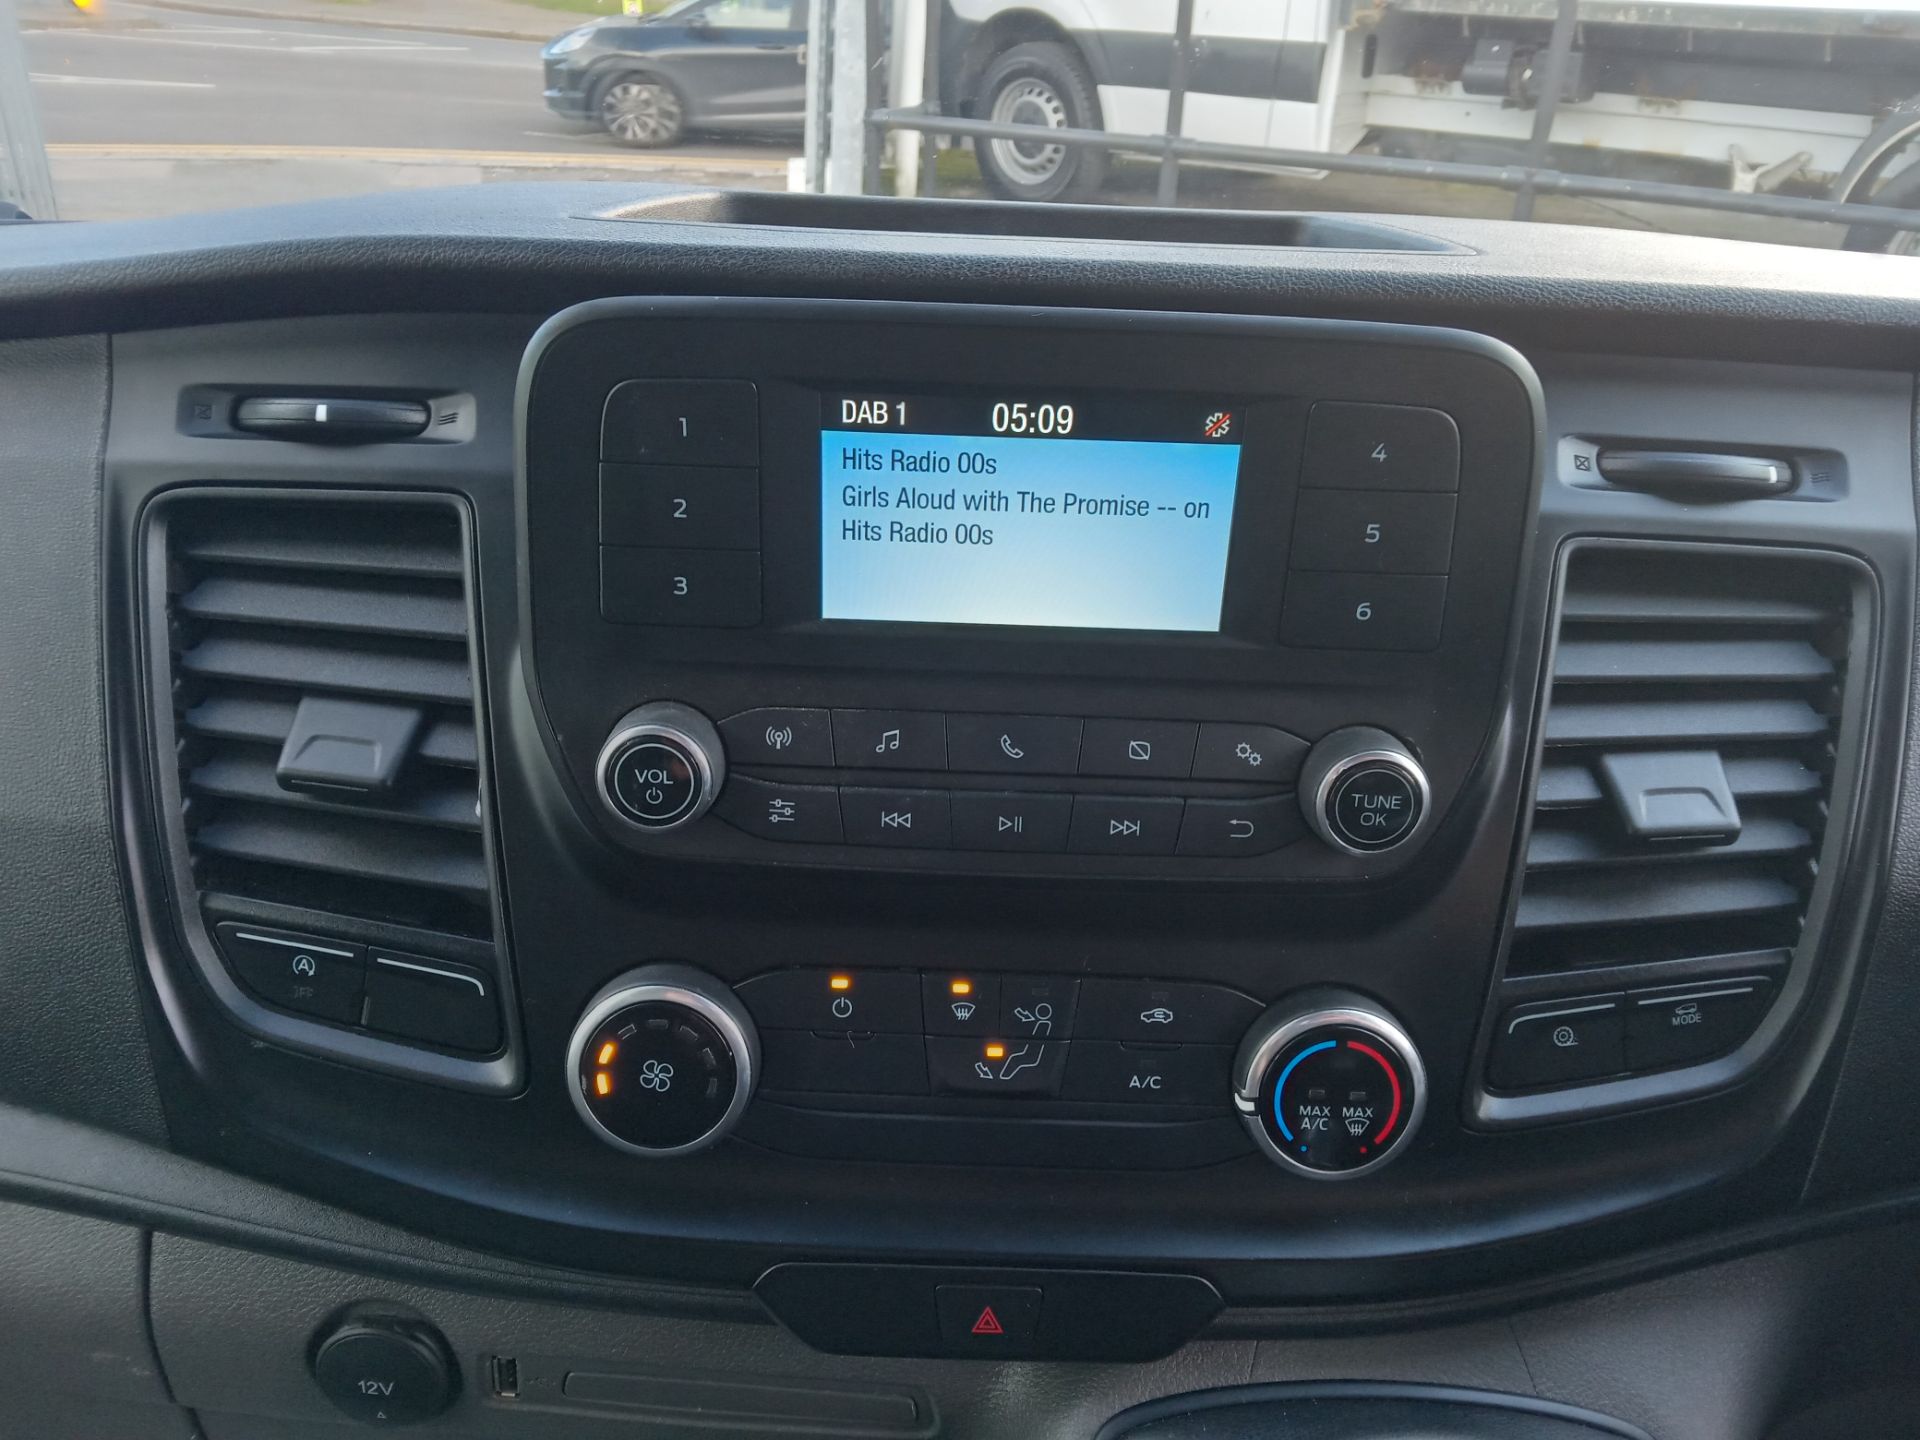 DAB 1 05:09
Hits Radio 00s
Girls Aloud with The Promise -- on
Hits Radio 00s
1
2
3
4
5
6
VOL
TUNE
OK
A
OFF
A/C
MAX
A/C
MAX
MODE
12V